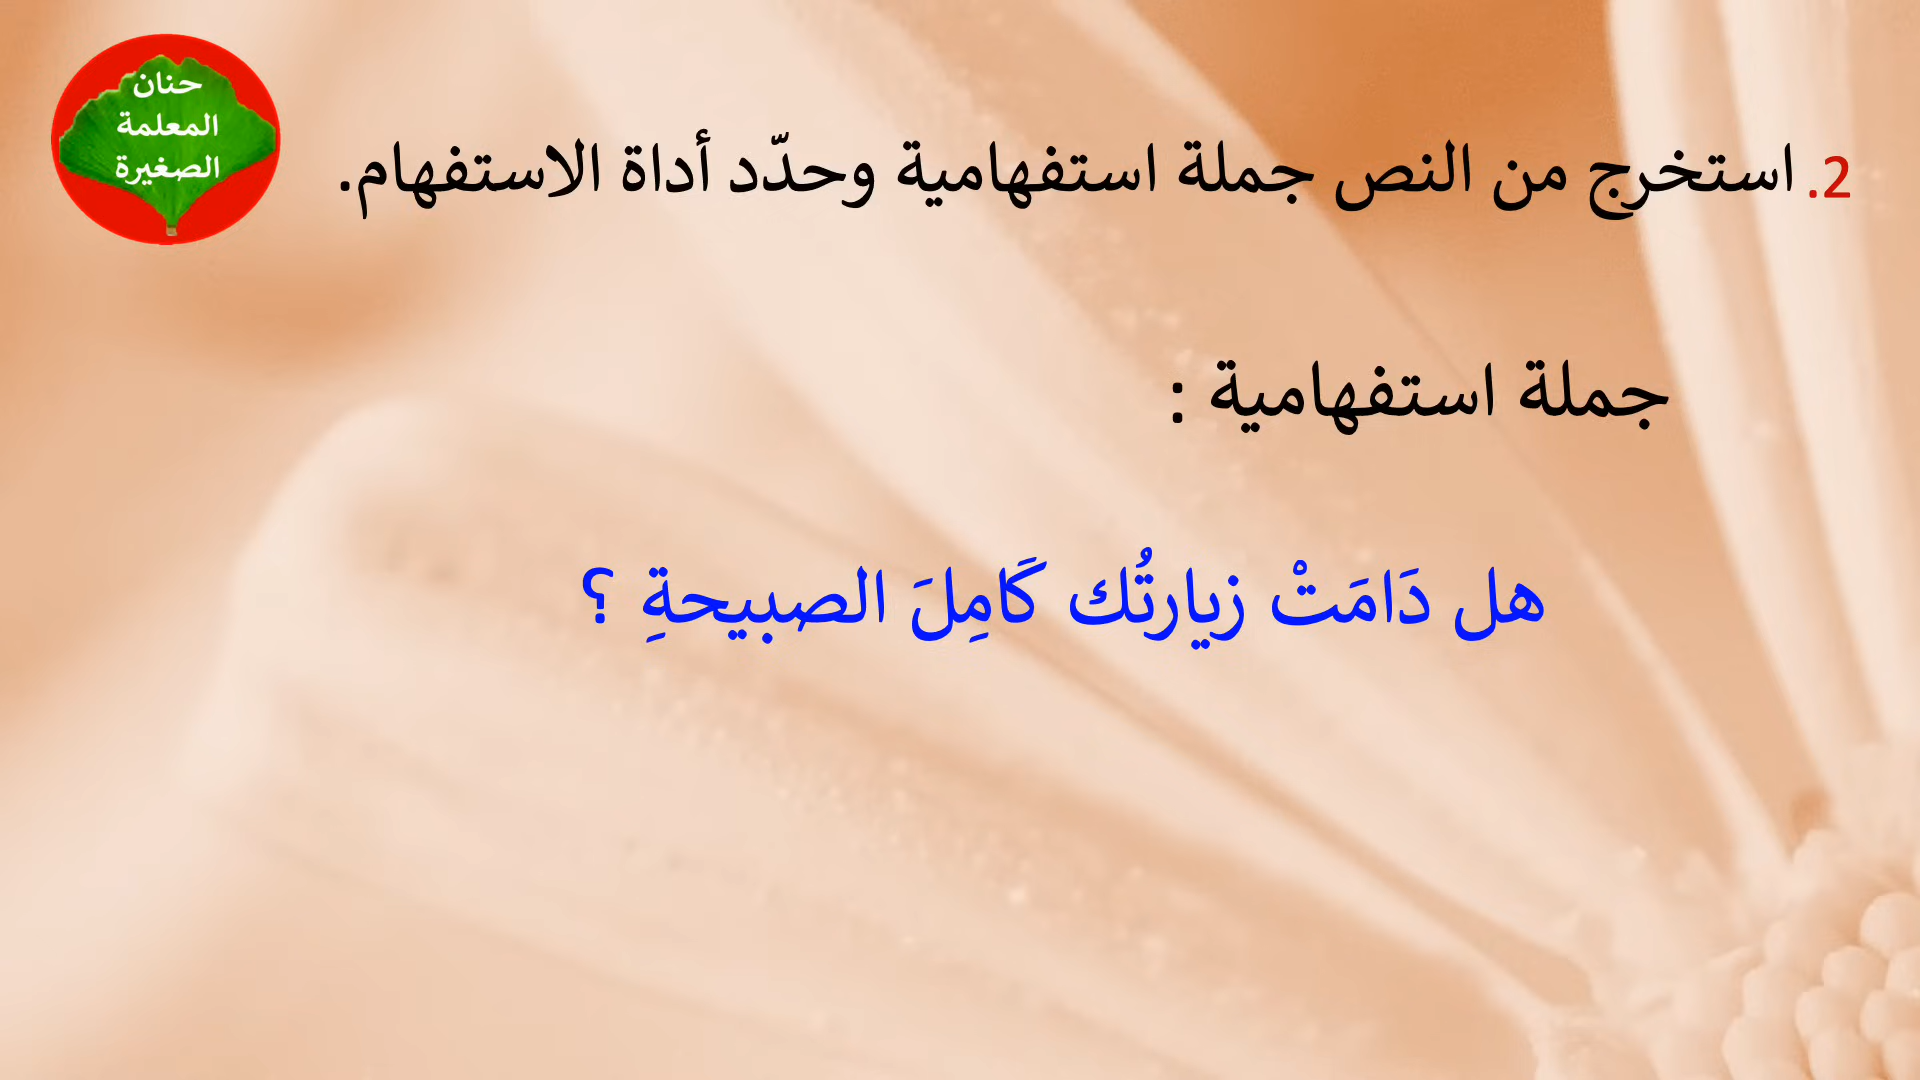 حنان
المعلمة
الصغيرة
2. استخرج من النص جملة استفهامية وحدّد أداة الاستفهام.
جملة استفهامية :
هل دَامَتْ زيارتُك كَامِلَ الصبيحةِ ؟